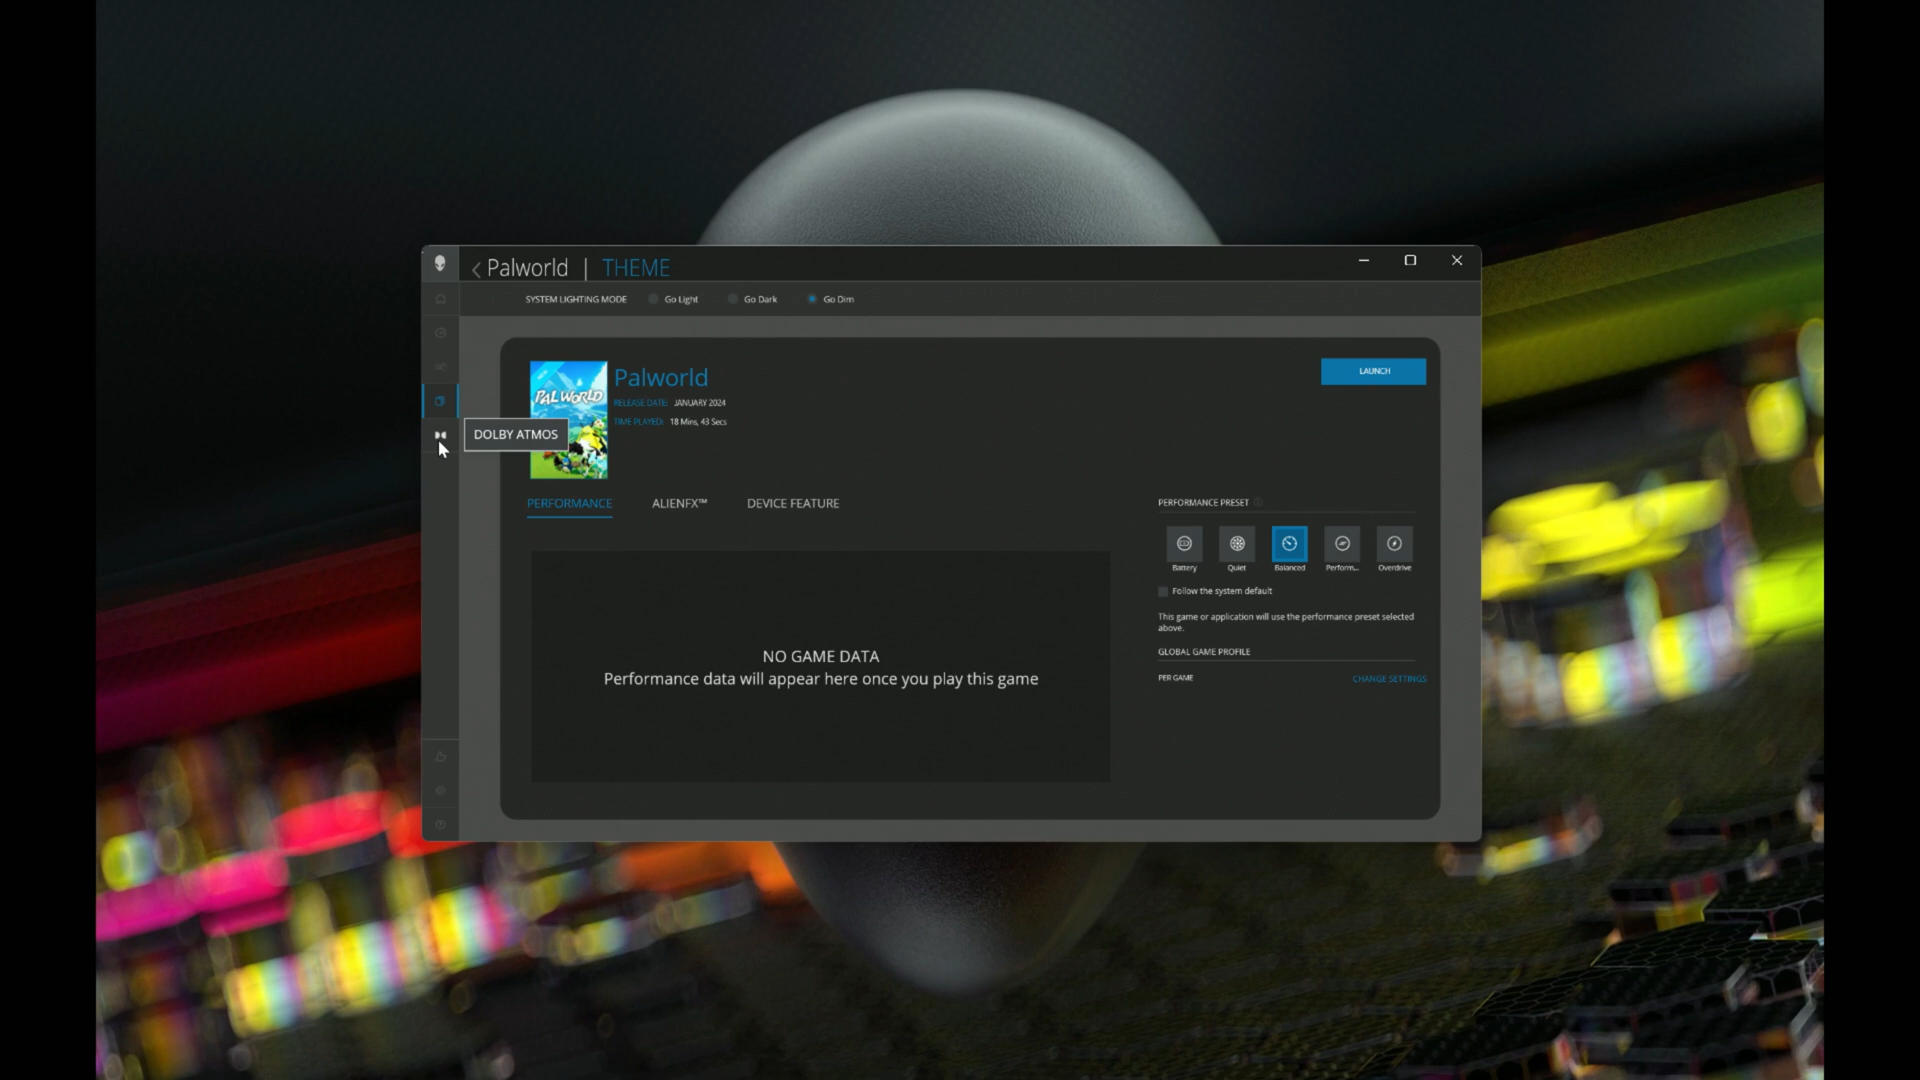 Palworld | THEME
SYSTEM LIGHTING MODE Go Light Go Dark Go Dim
PALWORLD
Palworld
LAUNCH
RELEASE DATE: JANUARY 2024
TIME PLAYED: 18 Mins, 43 Secs
DOLBY ATMOS
PERFORMANCE ALIENFX™ DEVICE FEATURE
PERFORMANCE PRESET
Battery Quiet Balanced Perform... Overdrive
Follow the system default
This game or application will use the performance preset selected
above.
GLOBAL GAME PROFILE
PER GAME CHANGE SETTINGS
NO GAME DATA
Performance data will appear here once you play this game